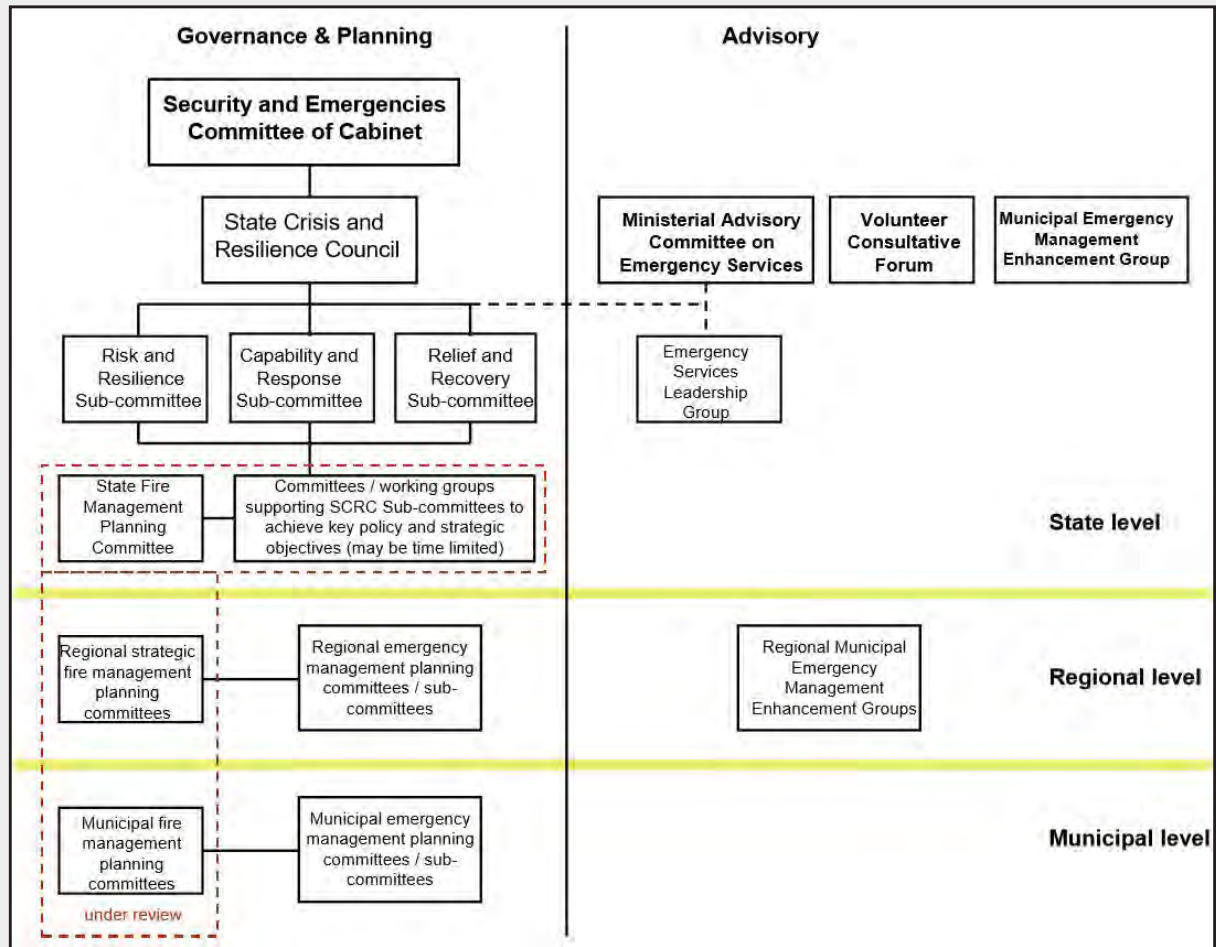 Governance & Planning
Advisory
Security and Emergencies
Committee of Cabinet
State Crisis and
Resilience Council
Ministerial Advisory
Committee on
Emergency Services
Volunteer
Consultative
Forum
Municipal Emergency
Management
Enhancement Group
Risk and
Resilience
Sub-committee
Capability and
Response
Sub-committee
Relief and
Recovery
Sub-committee
Emergency
Services
Leadership
Group
State Fire
Management
Planning
Committee
Committees / working groups
supporting SCRC Sub-committees to
achieve key policy and strategic
objectives (may be time limited)
State level
Regional strategic
fire management
planning
committees
Regional emergency
management planning
committees / sub-
committees
Regional Municipal
Emergency
Management
Enhancement Groups
Regional level
Municipal fire
management
planning
committees
Municipal emergency
management planning
committees / sub-
committees
Municipal level
under review